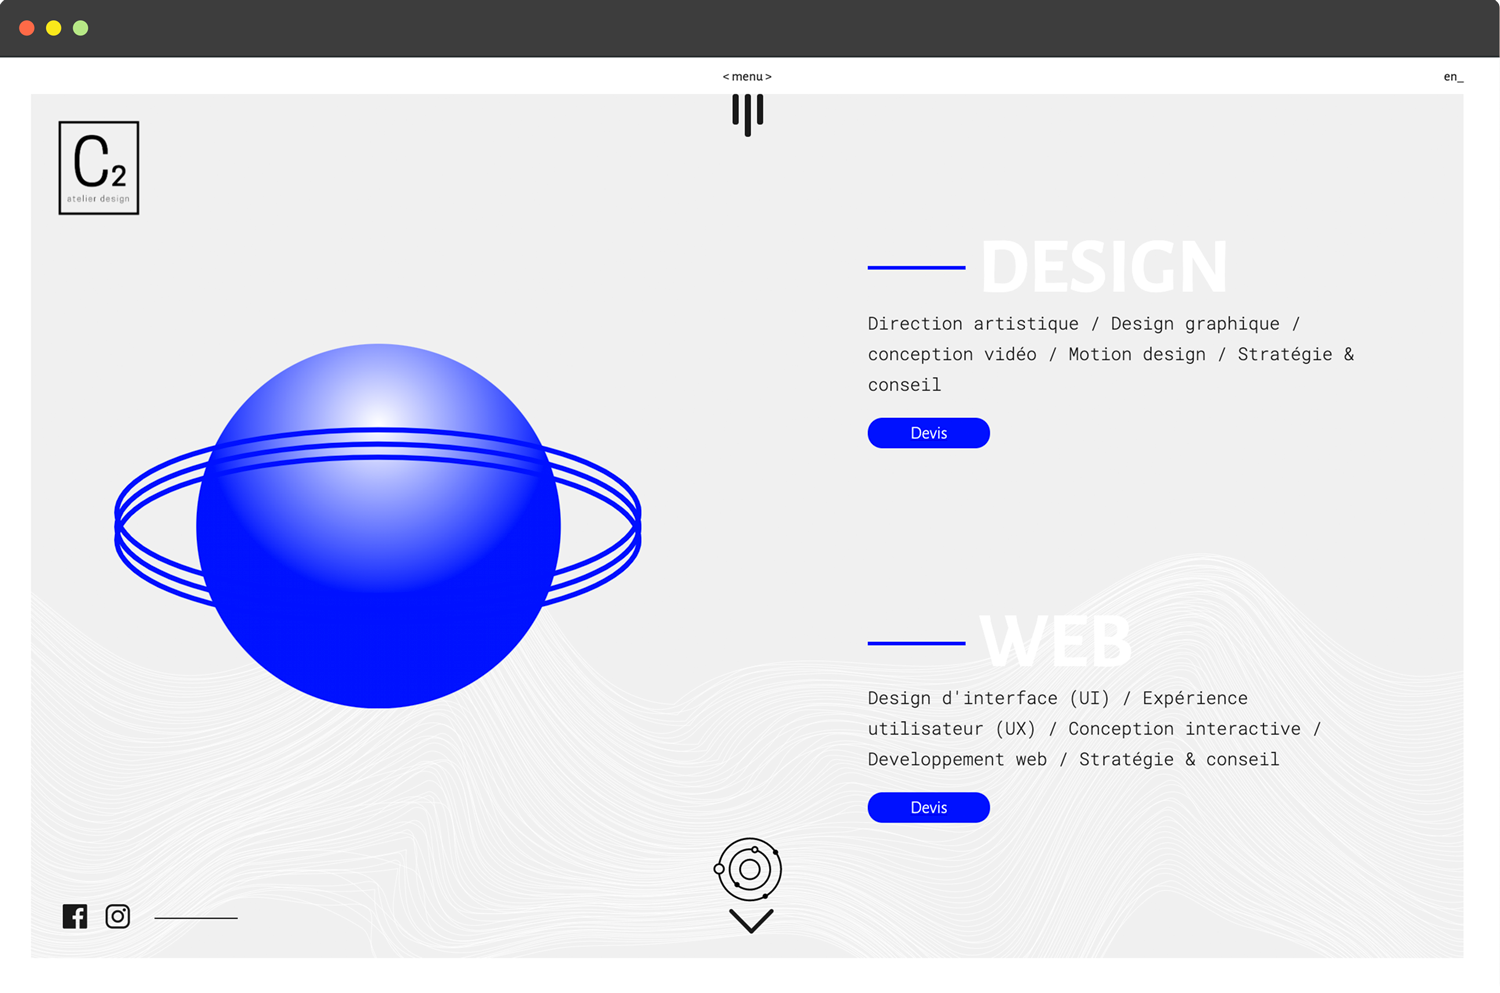 < menu >
en_
C2
atelier design
DESIGN
Direction artistique / Design graphique /
conception vidéo / Motion design / Stratégie &
conseil
Devis
WEB
Design d'interface (UI) / Expérience
utilisateur (UX) / Conception interactive /
Developpement web / Stratégie & conseil
Devis